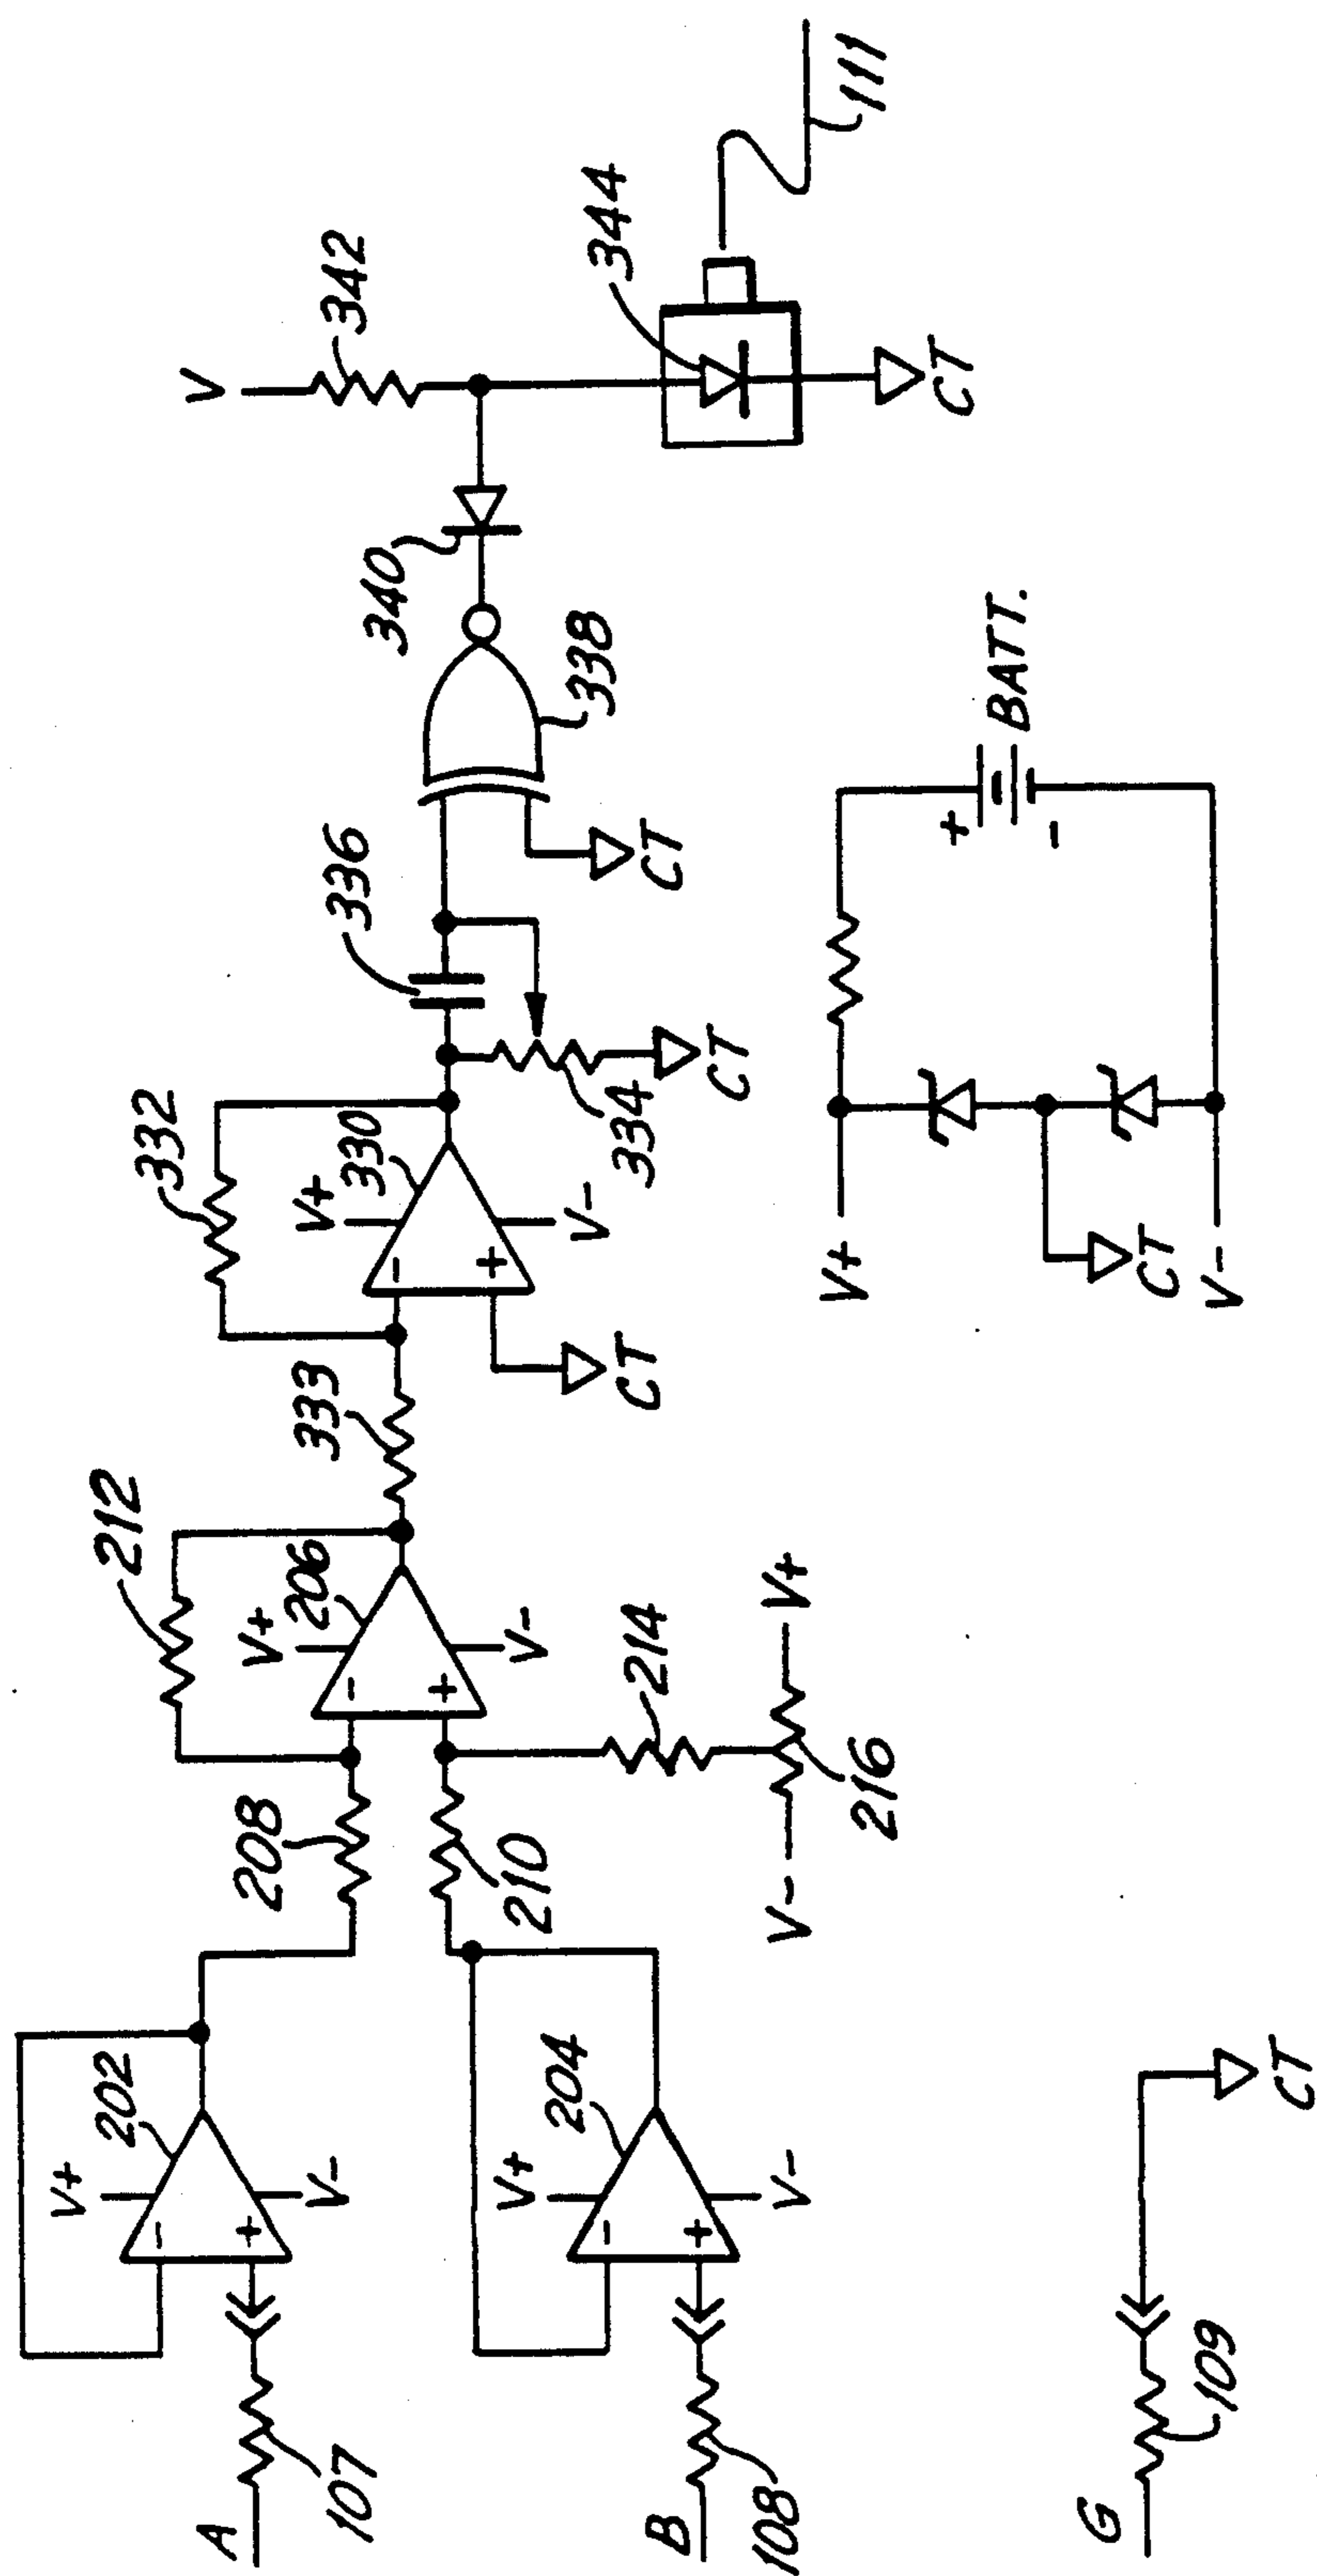 A
107
V+
202
-
+
V-
B
108
V+
204
-
+
V-
G
109
CT
208
210
212
V+
206
-
+
V-
214
V-
V+
216
333
332
V+
330
-
+
V-
CT
334
CT
336
338
CT
340
V
342
344
CT
111
V+
CT
V-
+
-
BATT.